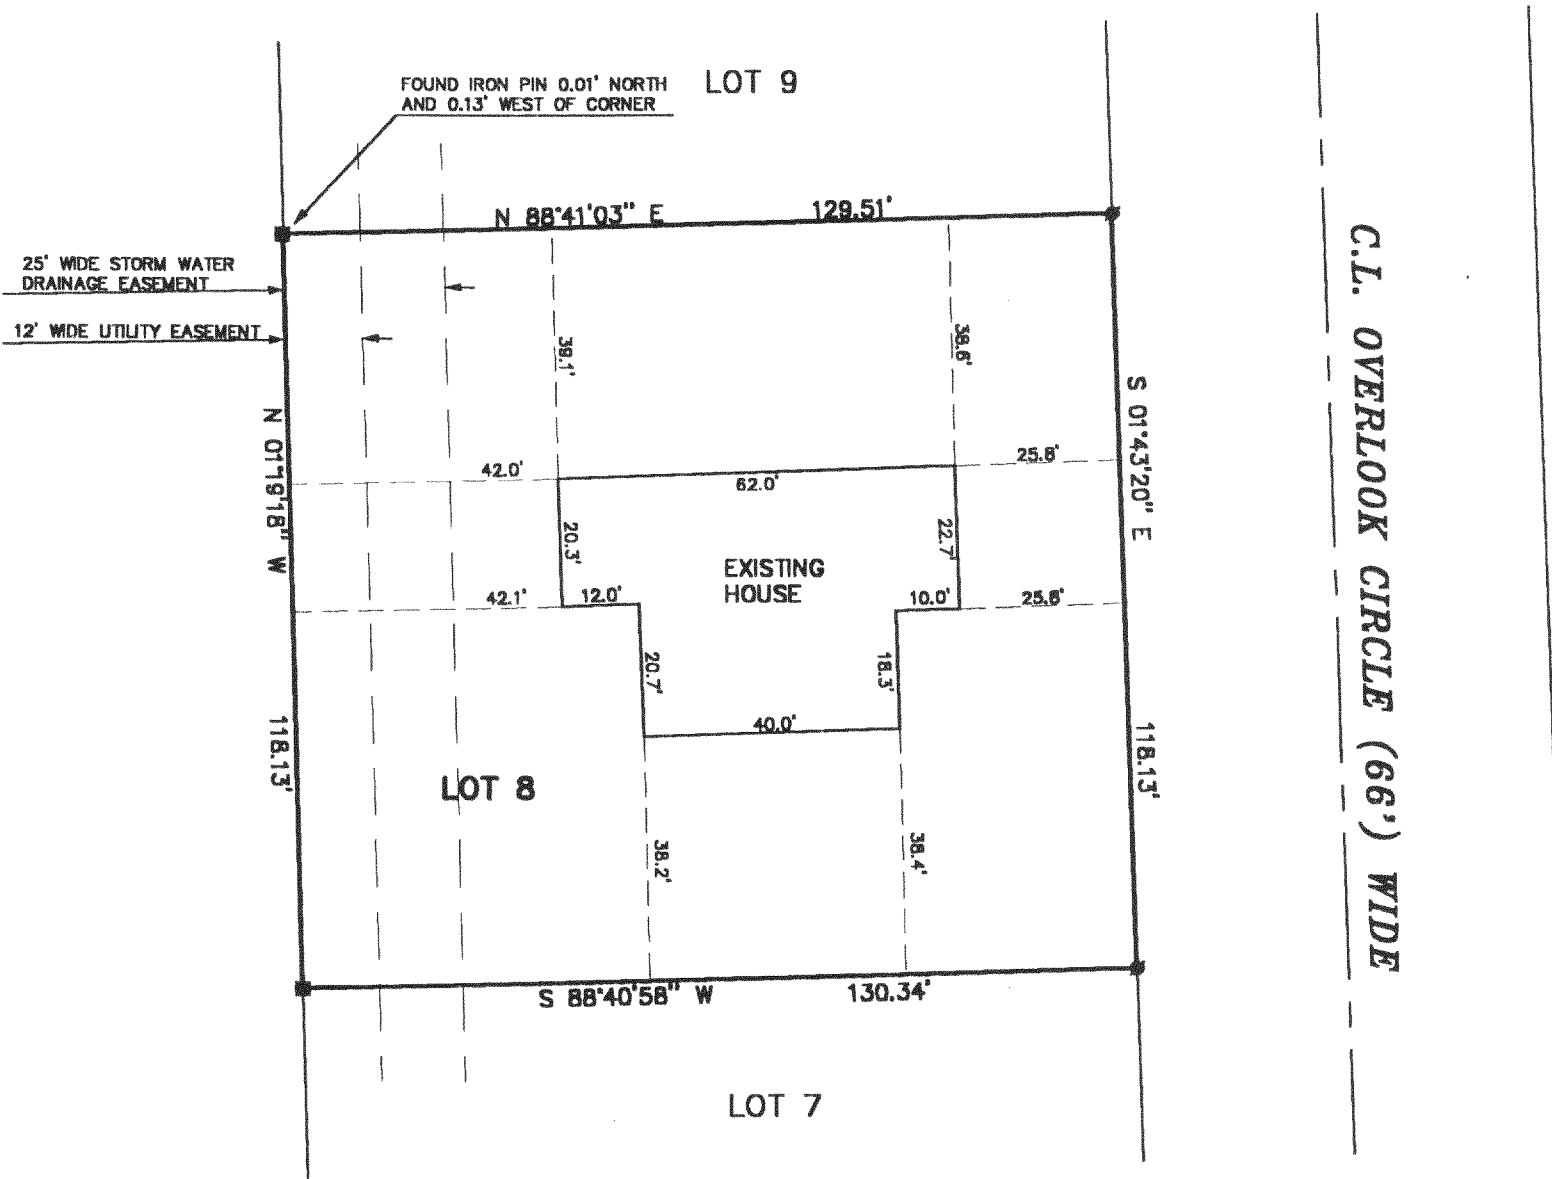 FOUND IRON PIN 0.01' NORTH
AND 0.13' WEST OF CORNER
LOT 9
N 88°41'03" E
129.51'
25' WIDE STORM WATER
DRAINAGE EASEMENT
12' WIDE UTILITY EASEMENT
39.1'
38.6'
N 01°19'18" W
118.13'
S 01°43'20" E
118.13'
C.L. OVERLOOK CIRCLE (66') WIDE
42.0'
62.0'
25.8'
20.3'
22.7'
EXISTING
HOUSE
42.1'
12.0'
10.0'
25.8'
20.7'
18.3'
40.0'
LOT 8
38.2'
38.4'
S 88°40'58" W
130.34'
LOT 7